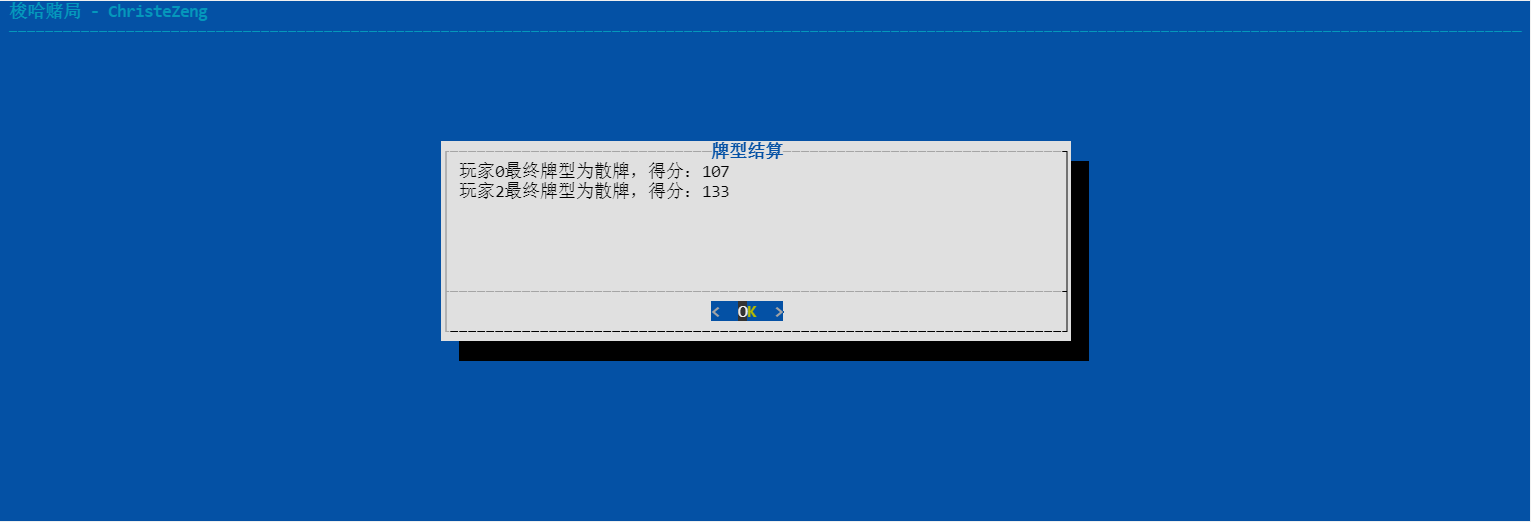 梭哈赌局 - ChristeZeng
牌型结算
玩家0最终牌型为散牌，得分：107
玩家2最终牌型为散牌，得分：133
< OK >